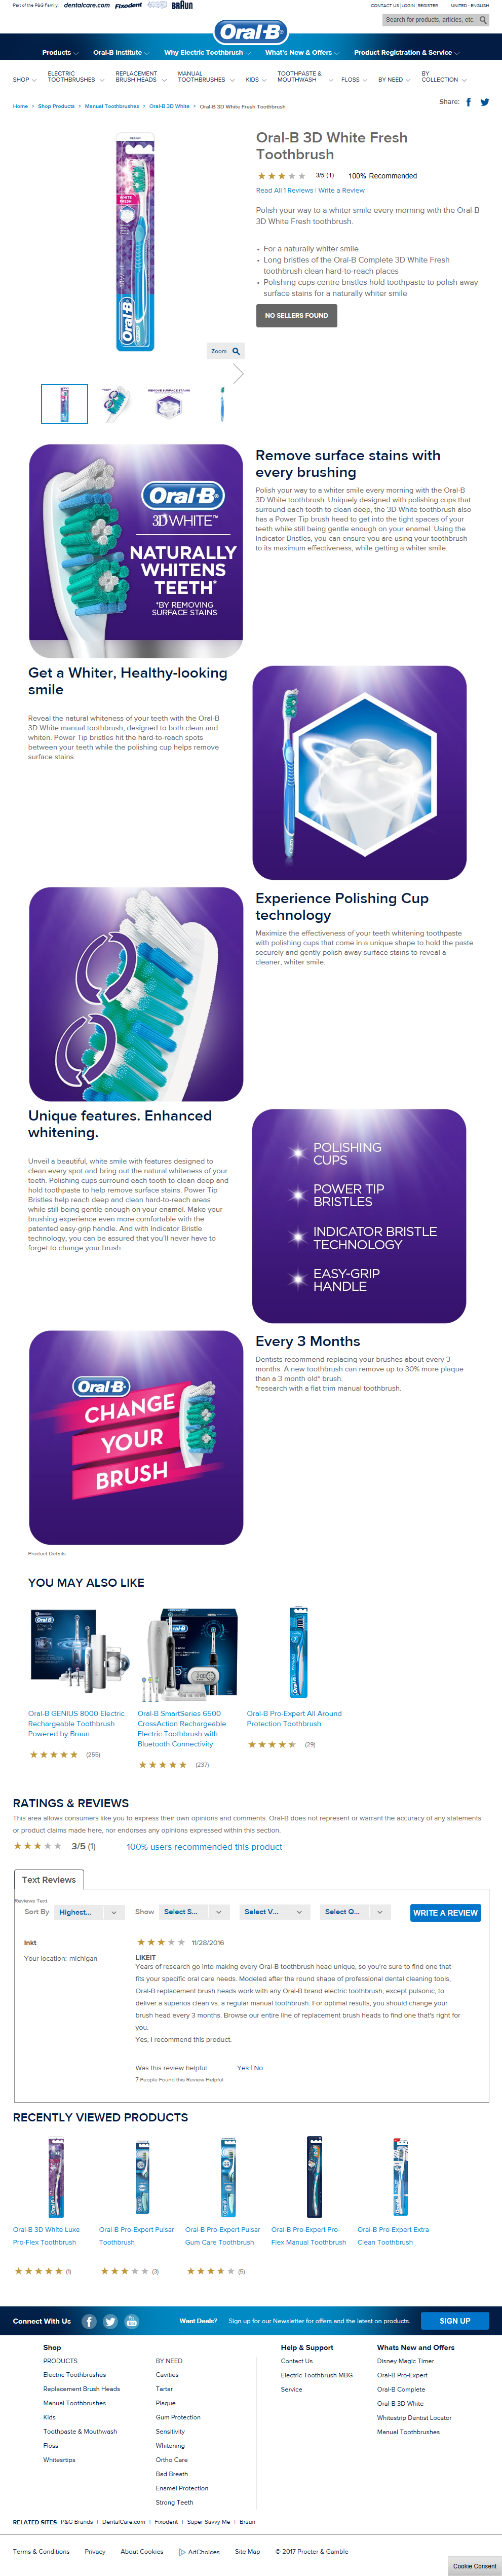 Part of the P&G Family: dentalcare.com Fixodent BRAUN
CONTACT US |LOGIN |REGISTER UNITED - ENGLISH
Search for products, articles, etc.
Oral-B
Products Oral-B Institute Why Electric Toothbrush What's New & Offers Product Registration & Service
SHOP ELECTRIC TOOTHBRUSHES REPLACEMENT BRUSH HEADS MANUAL TOOTHBRUSHES KIDS TOOTHPASTE & MOUTHWASH FLOSS BY NEED BY COLLECTION
Home > Shop Products > Manual Toothbrushes > Oral-B 3D White > Oral-B 3D White Fresh Toothbrush
Share:
Oral-B 3D White Fresh
Toothbrush
3/5 (1) 100% Recommended
Read All 1 Reviews | Write a Review
Polish your way to a whiter smile every morning with the Oral-B
3D White Fresh toothbrush.
• For a naturally whiter smile
• Long bristles of the Oral-B Complete 3D White Fresh
toothbrush clean hard-to-reach places
• Polishing cups centre bristles hold toothpaste to polish away
surface stains for a naturally whiter smile
NO SELLERS FOUND
WHITE
FRESH
Oral-B
Zoom
Remove surface stains with
every brushing
Polish your way to a whiter smile every morning with the Oral-B
3D White toothbrush. Uniquely designed with polishing cups that
surround each tooth to clean deep, the 3D White toothbrush also
has a Power Tip brush head to get into the tight spaces of your
teeth while still being gentle enough on your enamel. Using the
Indicator Bristles, you can ensure you are using your toothbrush
to its maximum effectiveness, while getting a whiter smile.
Oral-B
3DWHITE™
NATURALLY
WHITENS
TEETH*
*BY REMOVING
SURFACE STAINS
Get a Whiter, Healthy-looking
smile
Reveal the natural whiteness of your teeth with the Oral-B
3D White manual toothbrush, designed to both clean and
whiten. Power Tip bristles hit the hard-to-reach spots
between your teeth while the polishing cup helps remove
surface stains.
Experience Polishing Cup
technology
Maximize the effectiveness of your teeth whitening toothpaste
with polishing cups that come in a unique shape to hold the paste
securely and gently polish away surface stains to reveal a
cleaner, whiter smile.
Unique features. Enhanced
whitening.
Unveil a beautiful, white smile with features designed to
clean every spot and bring out the natural whiteness of your
teeth. Polishing cups surround each tooth to clean deep and
hold toothpaste to help remove surface stains. Power Tip
Bristles help reach deep and clean hard-to-reach areas
while still being gentle enough on your enamel. Make your
brushing experience even more comfortable with the
patented easy-grip handle. And with Indicator Bristle
technology, you can be assured that you'll never have to
forget to change your brush.
POLISHING
CUPS
POWER TIP
BRISTLES
INDICATOR BRISTLE
TECHNOLOGY
EASY-GRIP
HANDLE
Oral-B
CHANGE
YOUR
BRUSH
Every 3 Months
Dentists recommend replacing your brushes about every 3
months. A new toothbrush can remove up to 30% more plaque
than a 3 month old* brush.
*research with a flat trim manual toothbrush.
Product Details
YOU MAY ALSO LIKE
Oral-B GENIUS 8000 Electric
Rechargeable Toothbrush
Powered by Braun
(255)
Oral-B SmartSeries 6500
CrossAction Rechargeable
Electric Toothbrush with
Bluetooth Connectivity
(237)
Oral-B Pro-Expert All Around
Protection Toothbrush
(29)
RATINGS & REVIEWS
This area allows consumers like you to express their own opinions and comments. Oral-B does not represent or warrant the accuracy of any statements
or product claims made here, nor endorses any opinions expressed within this section.
3/5 (1) 100% users recommended this product
Text Reviews
Reviews Text
Sort By Highest... Show Select S... Select V... Select Q... WRITE A REVIEW
Inkt
Your location: michigan
11/28/2016
LIKEIT
Years of research go into making every Oral-B toothbrush head unique, so you're sure to find one that
fits your specific oral care needs. Modeled after the round shape of professional dental cleaning tools,
Oral-B replacement brush heads work with any Oral-B brand electric toothbrush, except pulsonic, to
deliver a superios clean vs. a regular manual toothbrush. For optimal results, you should change your
brush head every 3 months. Browse our entire line of replacement brush heads to find one that's right for
you.
Yes, I recommend this product.
Was this review helpful Yes | No
7 People Found this Review Helpful
RECENTLY VIEWED PRODUCTS
Oral-B 3D White Luxe
Pro-Flex Toothbrush
(1)
Oral-B Pro-Expert Pulsar
Toothbrush
(3)
Oral-B Pro-Expert Pulsar
Gum Care Toothbrush
(5)
Oral-B Pro-Expert Pro-
Flex Manual Toothbrush
Oral-B Pro-Expert Extra
Clean Toothbrush
Connect With Us Want Deals? Sign up for our Newsletter for offers and the latest on products. SIGN UP
Shop
PRODUCTS
Electric Toothbrushes
Replacement Brush Heads
Manual Toothbrushes
Kids
Toothpaste & Mouthwash
Floss
Whitesrtips
BY NEED
Cavities
Tartar
Plaque
Gum Protection
Sensitivity
Whitening
Ortho Care
Bad Breath
Enamel Protection
Strong Teeth
Help & Support
Contact Us
Electric Toothbrush MBG
Service
Whats New and Offers
Disney Magic Timer
Oral-B Pro-Expert
Oral-B Complete
Oral-B 3D White
Whitestrip Dentist Locator
Manual Toothbrushes
RELATED SITES P&G Brands | DentalCare.com | Fixodent | Super Savvy Me | Braun
Terms & Conditions Privacy About Cookies AdChoices Site Map © 2017 Procter & Gamble
Cookie Consent